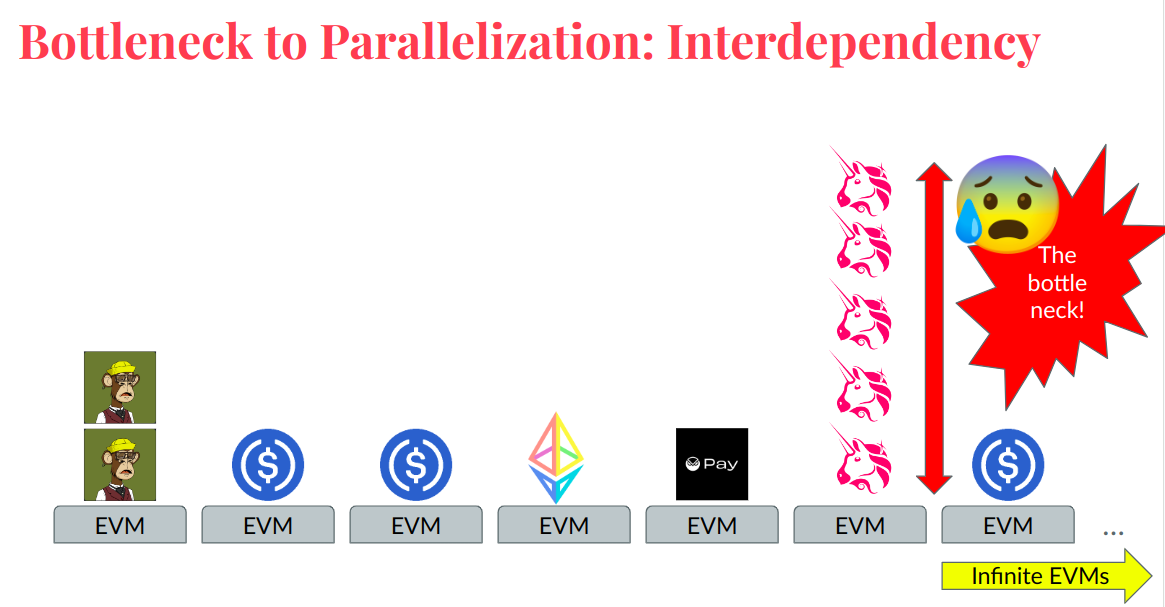 Bottleneck to Parallelization: Interdependency
The
bottle
neck!
Pay
EVM
EVM
EVM
EVM
EVM
EVM
EVM
...
Infinite EVMs